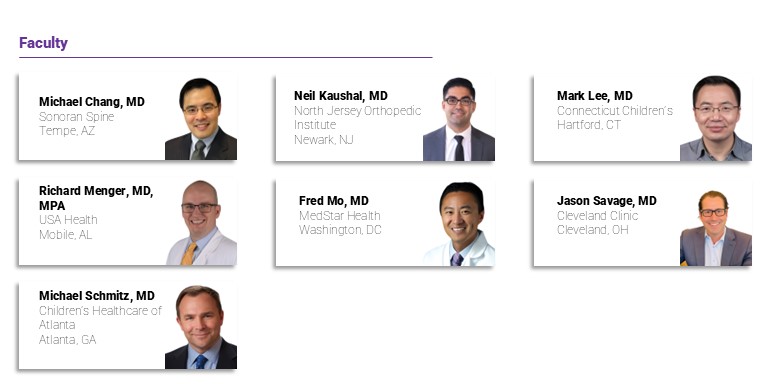 Faculty
Michael Chang, MD
Sonoran Spine
Tempe, AZ
Neil Kaushal, MD
North Jersey Orthopedic
Institute
Newark, NJ
Mark Lee, MD
Connecticut Children's
Hartford, CT
Richard Menger, MD,
MPA
USA Health
Mobile, AL
Fred Mo, MD
MedStar Health
Washington, DC
Jason Savage, MD
Cleveland Clinic
Cleveland, OH
Michael Schmitz, MD
Children's Healthcare of
Atlanta
Atlanta, GA